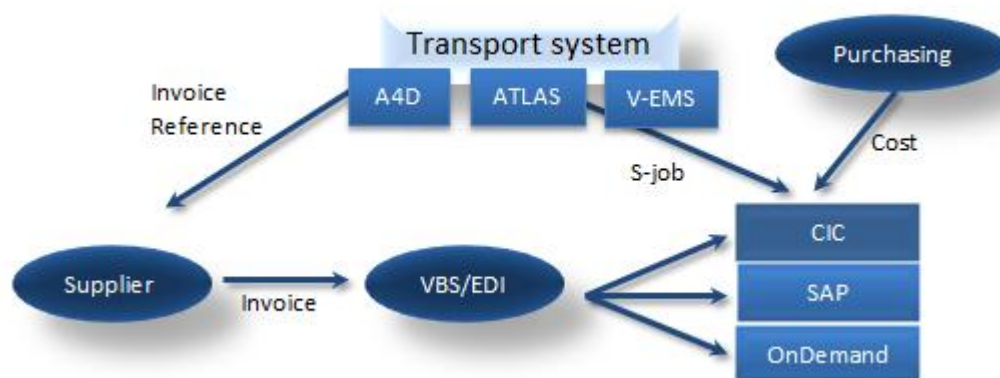 Transport system
Purchasing
A4D
ATLAS
V-EMS
Invoice
Reference
Cost
S-job
CIC
Supplier
VBS/EDI
SAP
Invoice
OnDemand